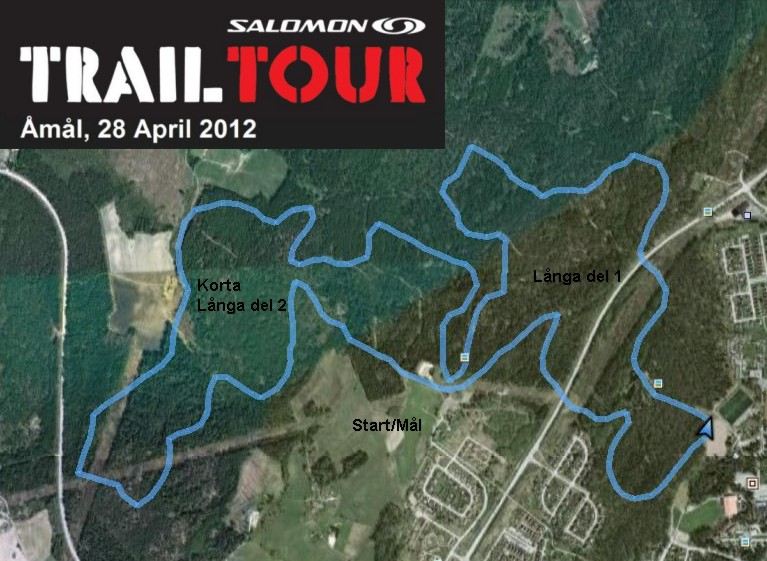 SALOMON
TRAILTOUR
Åmål, 28 April 2012
Korta
Långa del 2
Långa del 1
Start/Mål